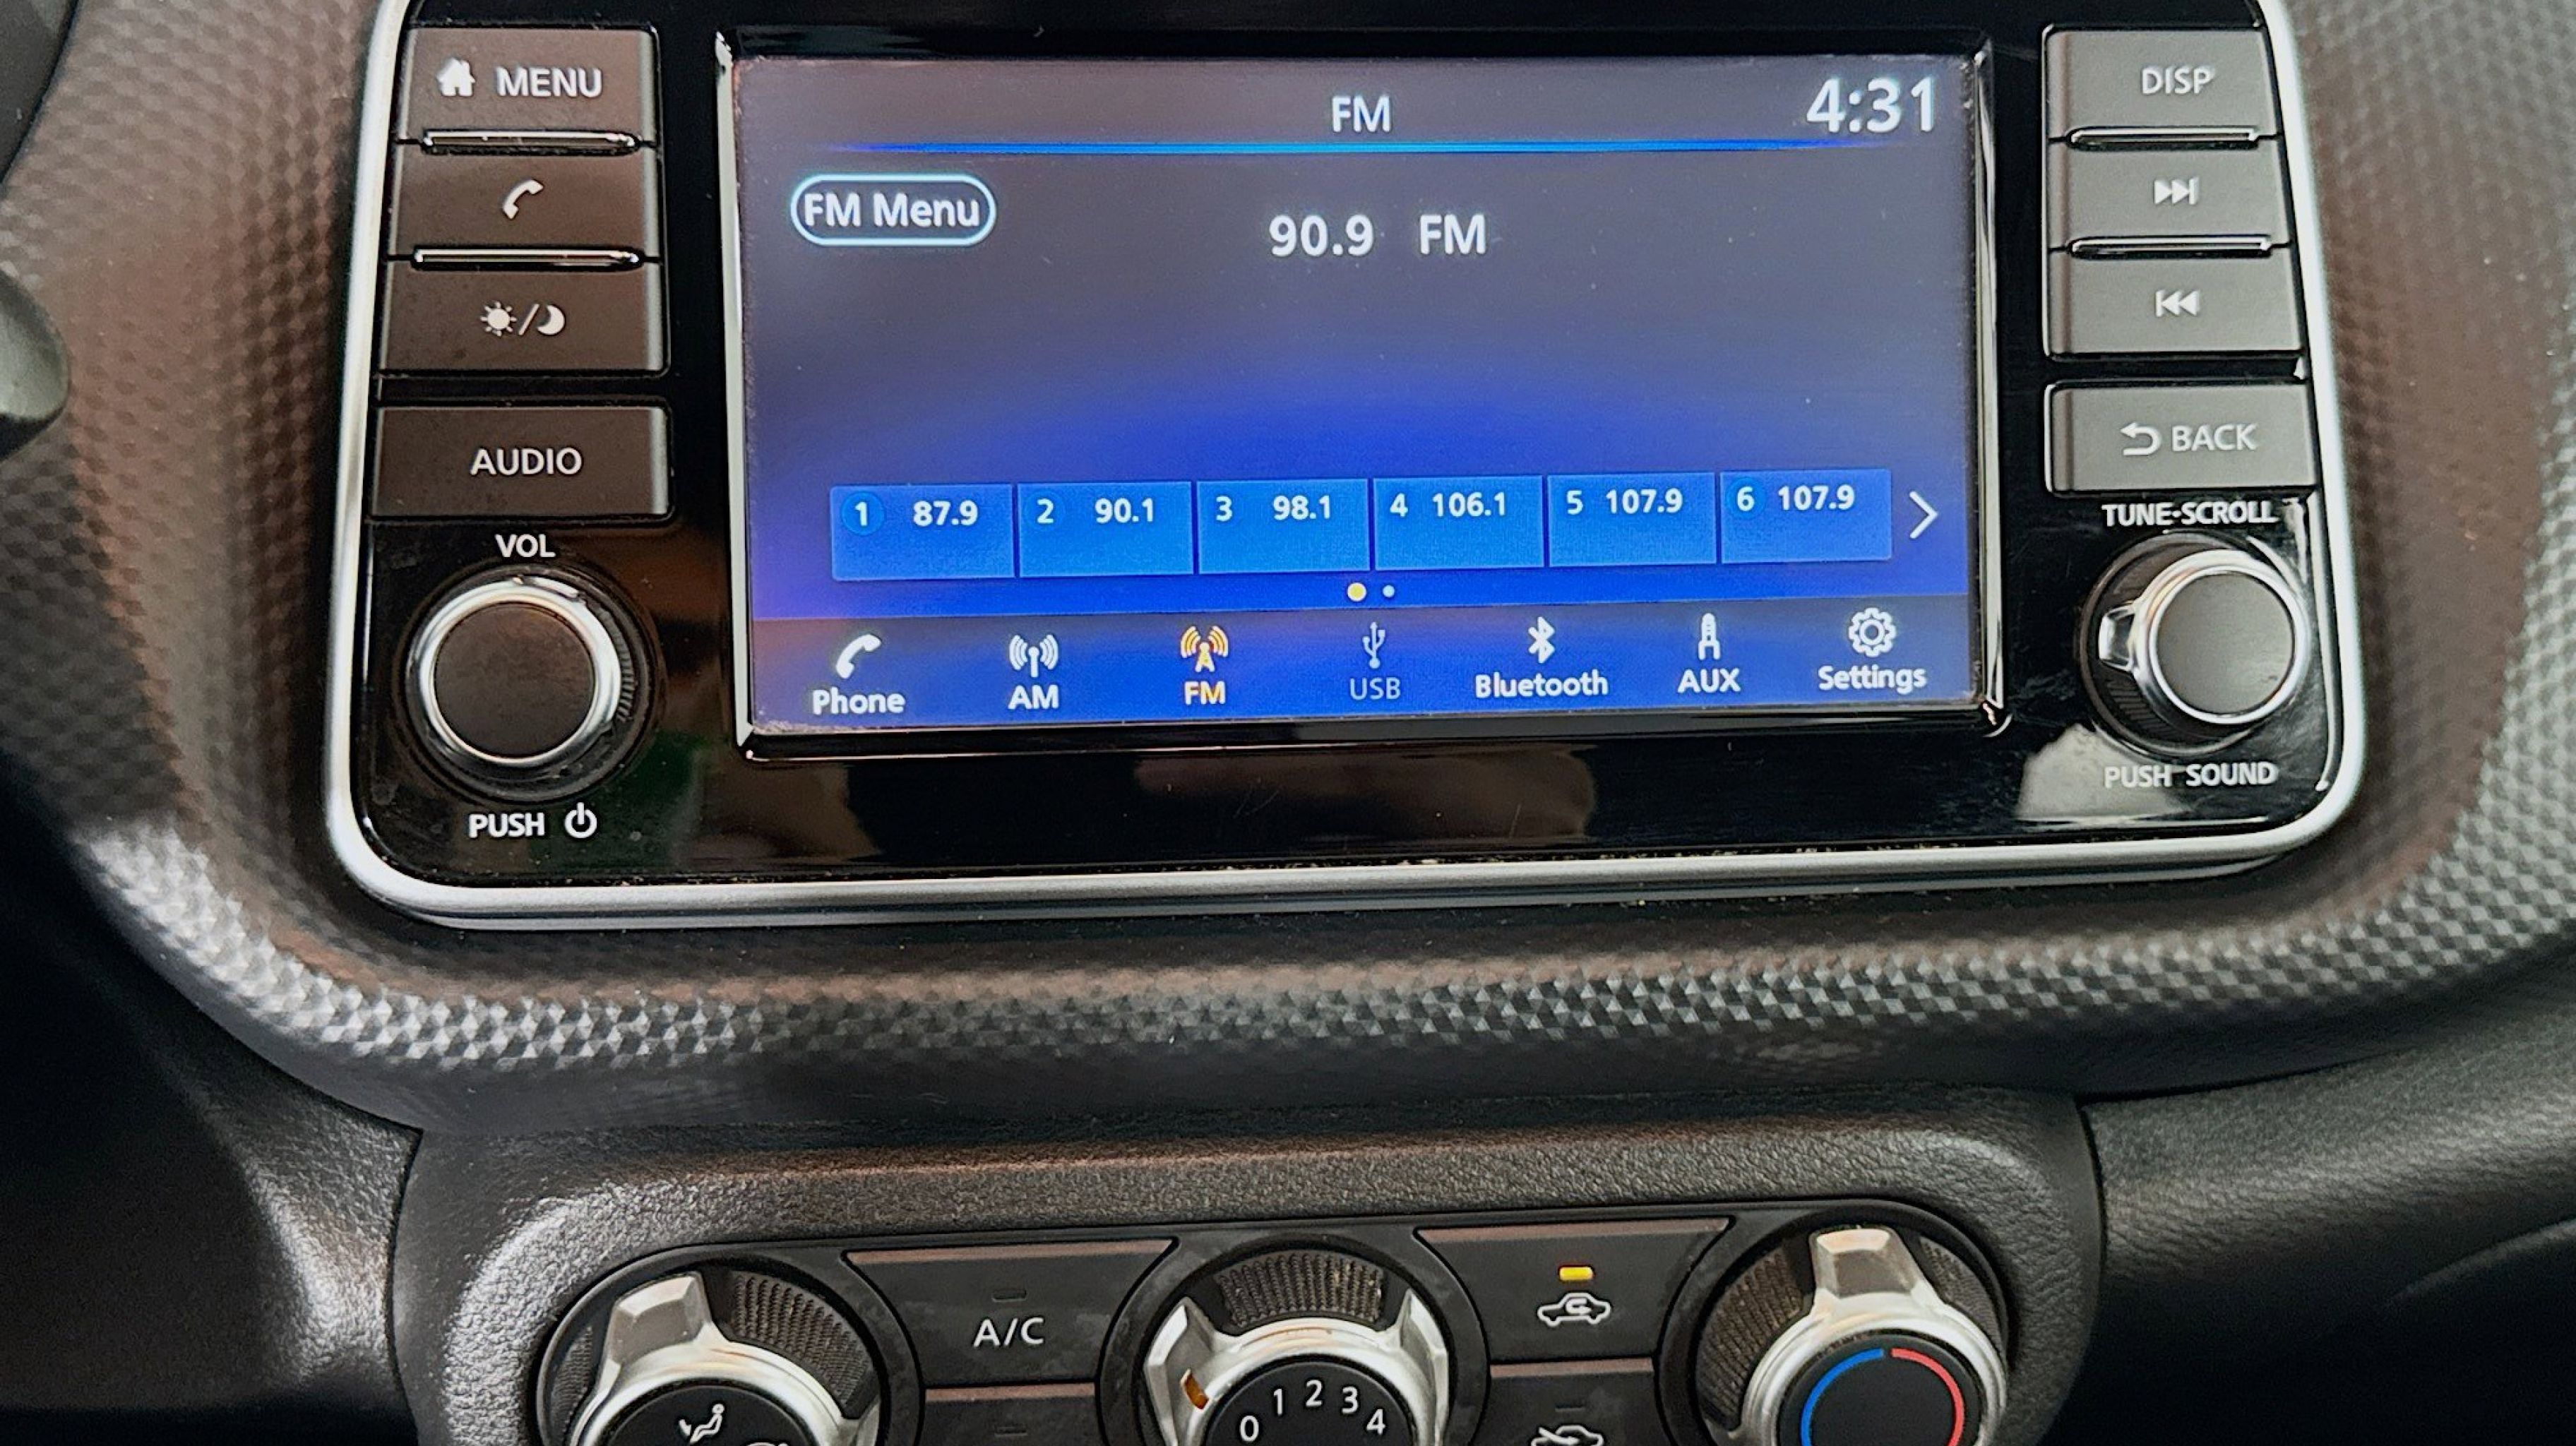 MENU
AUDIO
VOL
PUSH
FM
4:31
FM Menu
90.9 FM
1 87.9
2 90.1
3 98.1
4 106.1
5 107.9
6 107.9
Phone
AM
FM
USB
Bluetooth
AUX
Settings
DISP
BACK
TUNE·SCROLL
PUSH SOUND
A/C
0 1 2 3 4